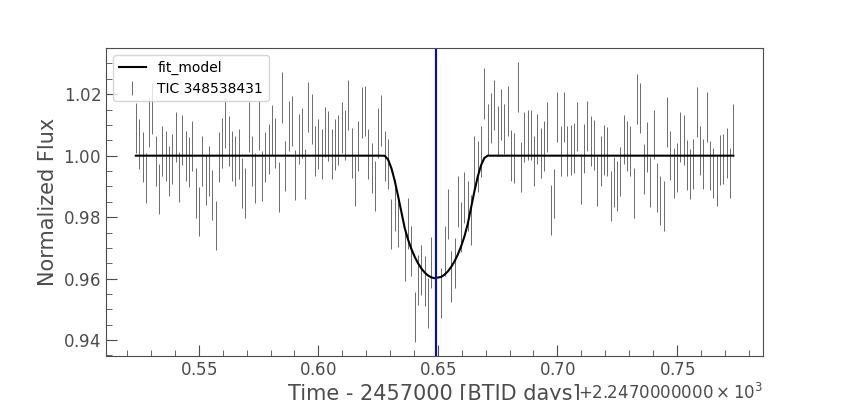 fit_model
TIC 348538431
1.02
1.00
0.98
0.96
0.94
Normalized Flux
0.55 0.60 0.65 0.70 0.75
Time - 2457000 [BTJD days]
+2.2470000000 × 10³